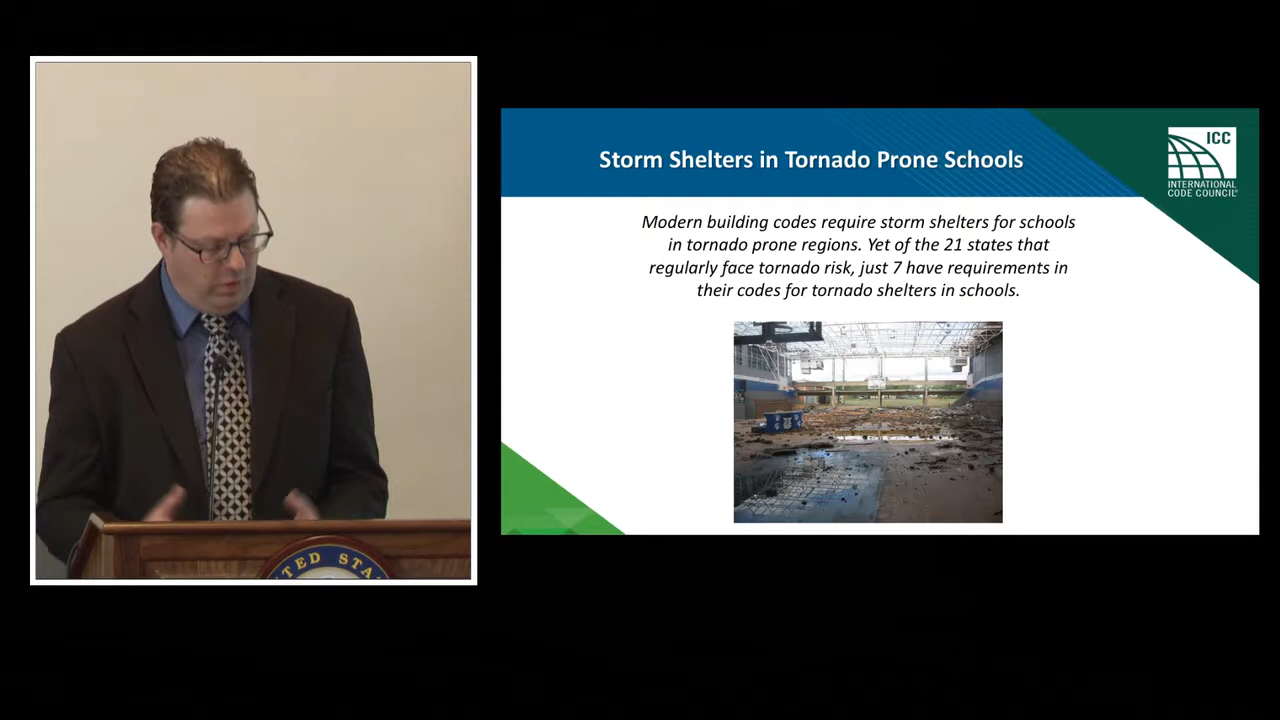 Storm Shelters in Tornado Prone Schools
ICC
INTERNATIONAL
CODE COUNCIL®
Modern building codes require storm shelters for schools
in tornado prone regions. Yet of the 21 states that
regularly face tornado risk, just 7 have requirements in
their codes for tornado shelters in schools.
TED STA